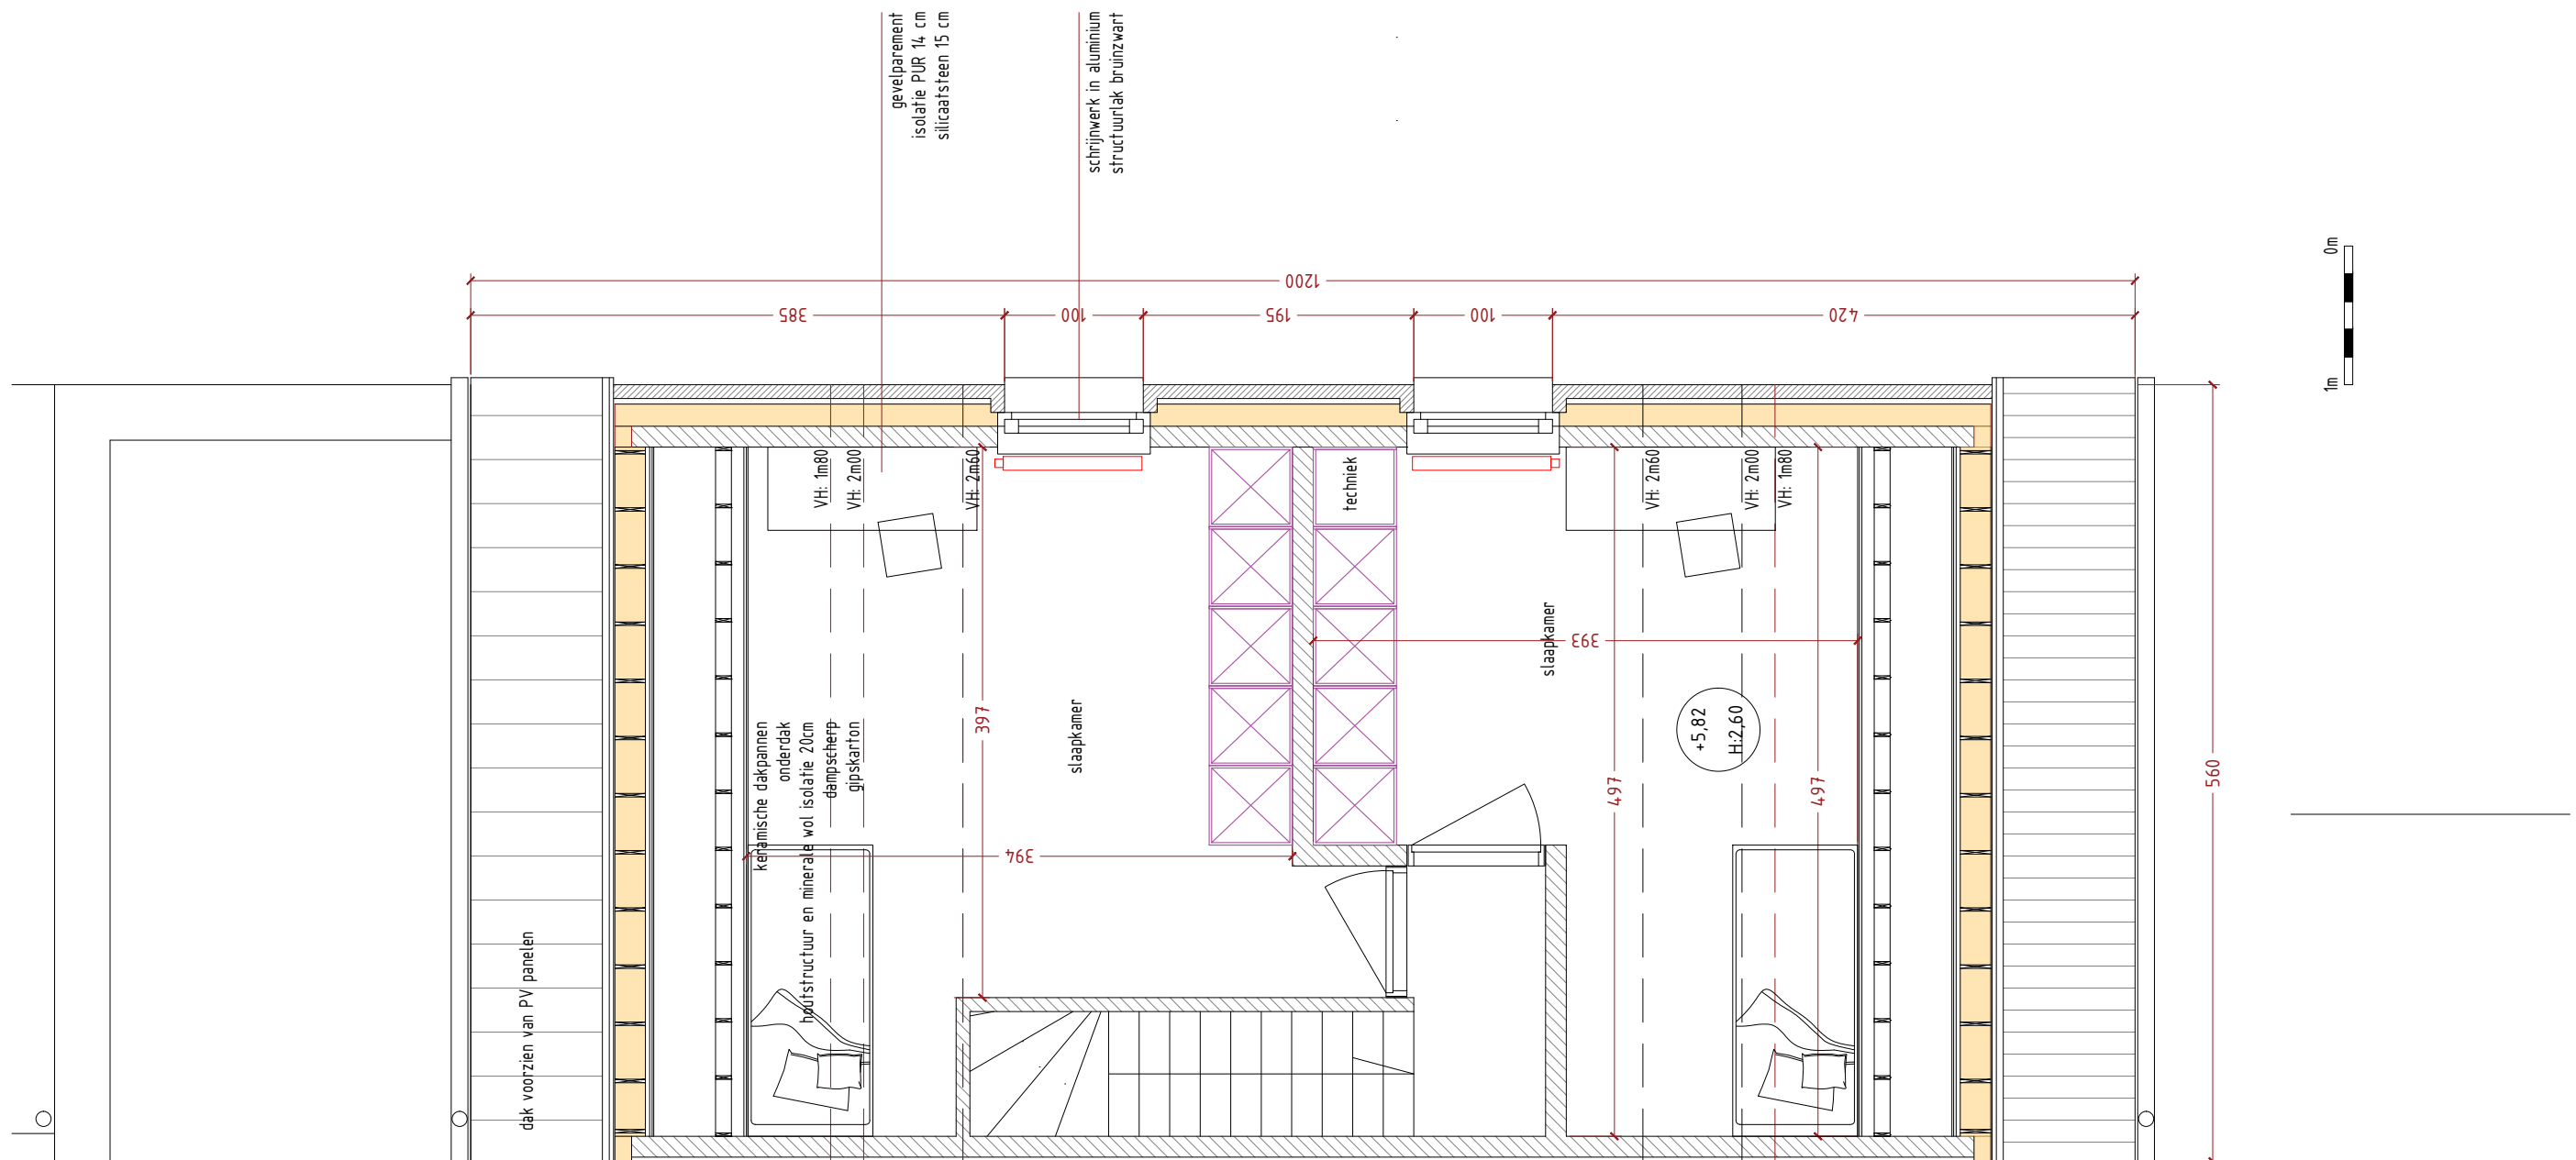 gevelparement
isolatie PUR 14 cm
silicaatsteen 15 cm
schrijnwerk in aluminium
structuurlak bruinzwart
1200
385
100
195
100
420
0m
1m
VH: 1m80
VH: 2m00
VH: 2m60
techniek
VH: 2m60
VH: 2m00
VH: 1m80
slaapkamer
393
397
slaapkamer
+5,82
H:2,60
497
497
560
keramische dakpannen
onderdak
houtstructuur en minerale wol isolatie 20cm
dampscherp
gipskarton
394
dak voorzien van PV panelen